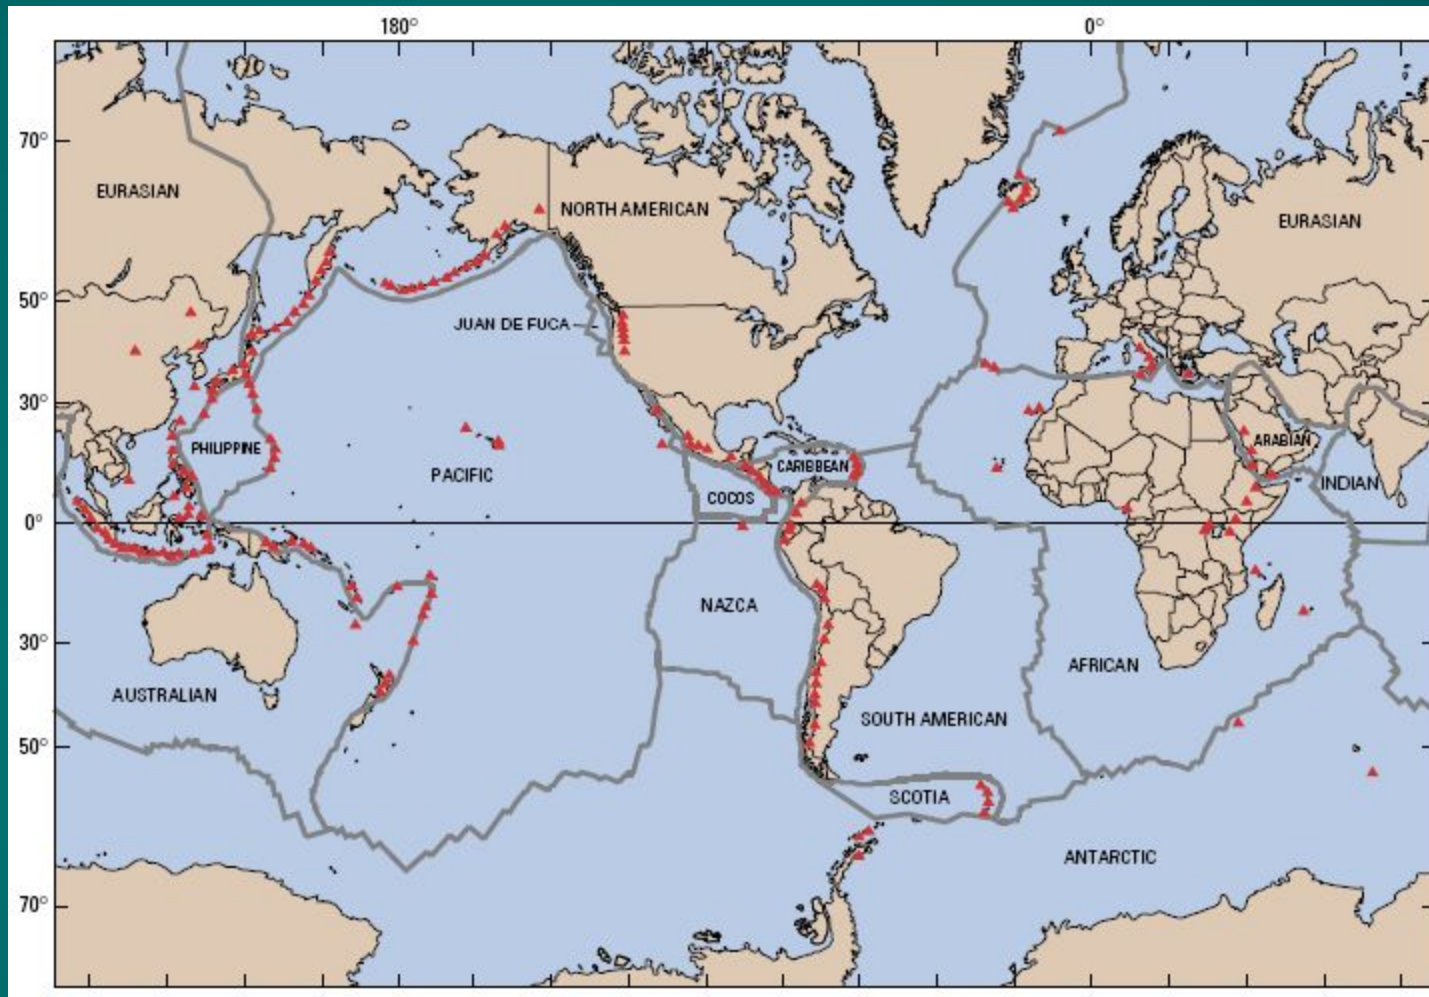 180°
0°
70°
EURASIAN
NORTH AMERICAN
EURASIAN
50°
JUAN DE FUCA
30°
PHILIPPINE
ARABIAN
CARIBBEAN
PACIFIC
INDIAN
COCOS
0°
NAZCA
30°
AFRICAN
AUSTRALIAN
SOUTH AMERICAN
50°
SCOTIA
ANTARCTIC
70°